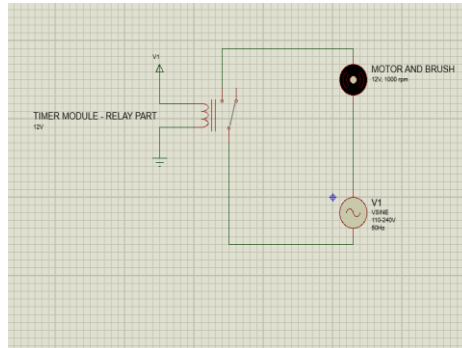 V1
MOTOR AND BRUSH
12V, 1000 rpm
TIMER MODULE - RELAY PART
12V
V1
VSINE
110-240V
60Hz